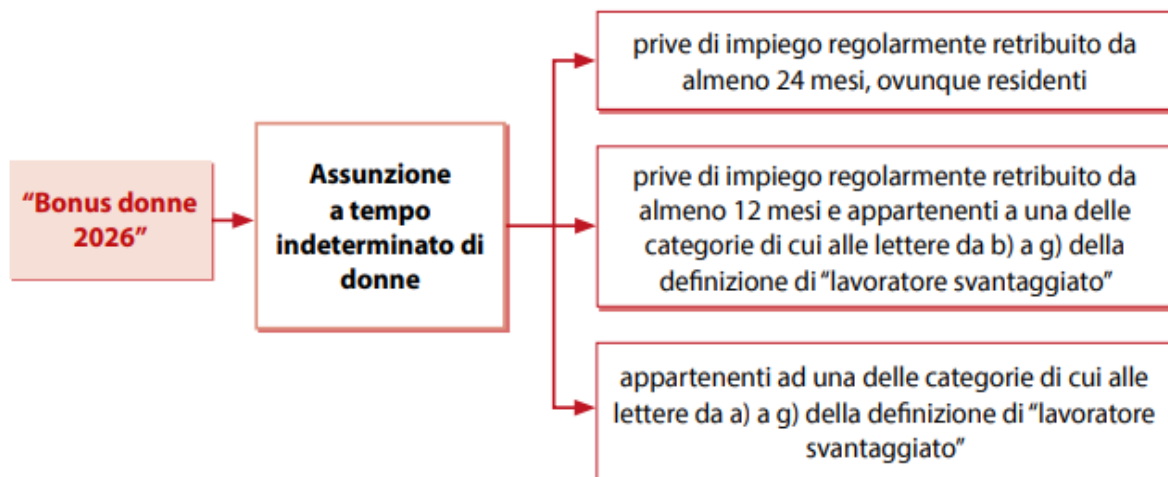 “Bonus donne
2026”
Assunzione
a tempo
indeterminato di
donne
prive di impiego regolarmente retribuito da
almeno 24 mesi, ovunque residenti
prive di impiego regolarmente retribuito da
almeno 12 mesi e appartenenti a una delle
categorie di cui alle lettere da b) a g) della
definizione di “lavoratore svantaggiato”
appartenenti ad una delle categorie di cui alle
lettere da a) a g) della definizione di “lavoratore
svantaggiato”